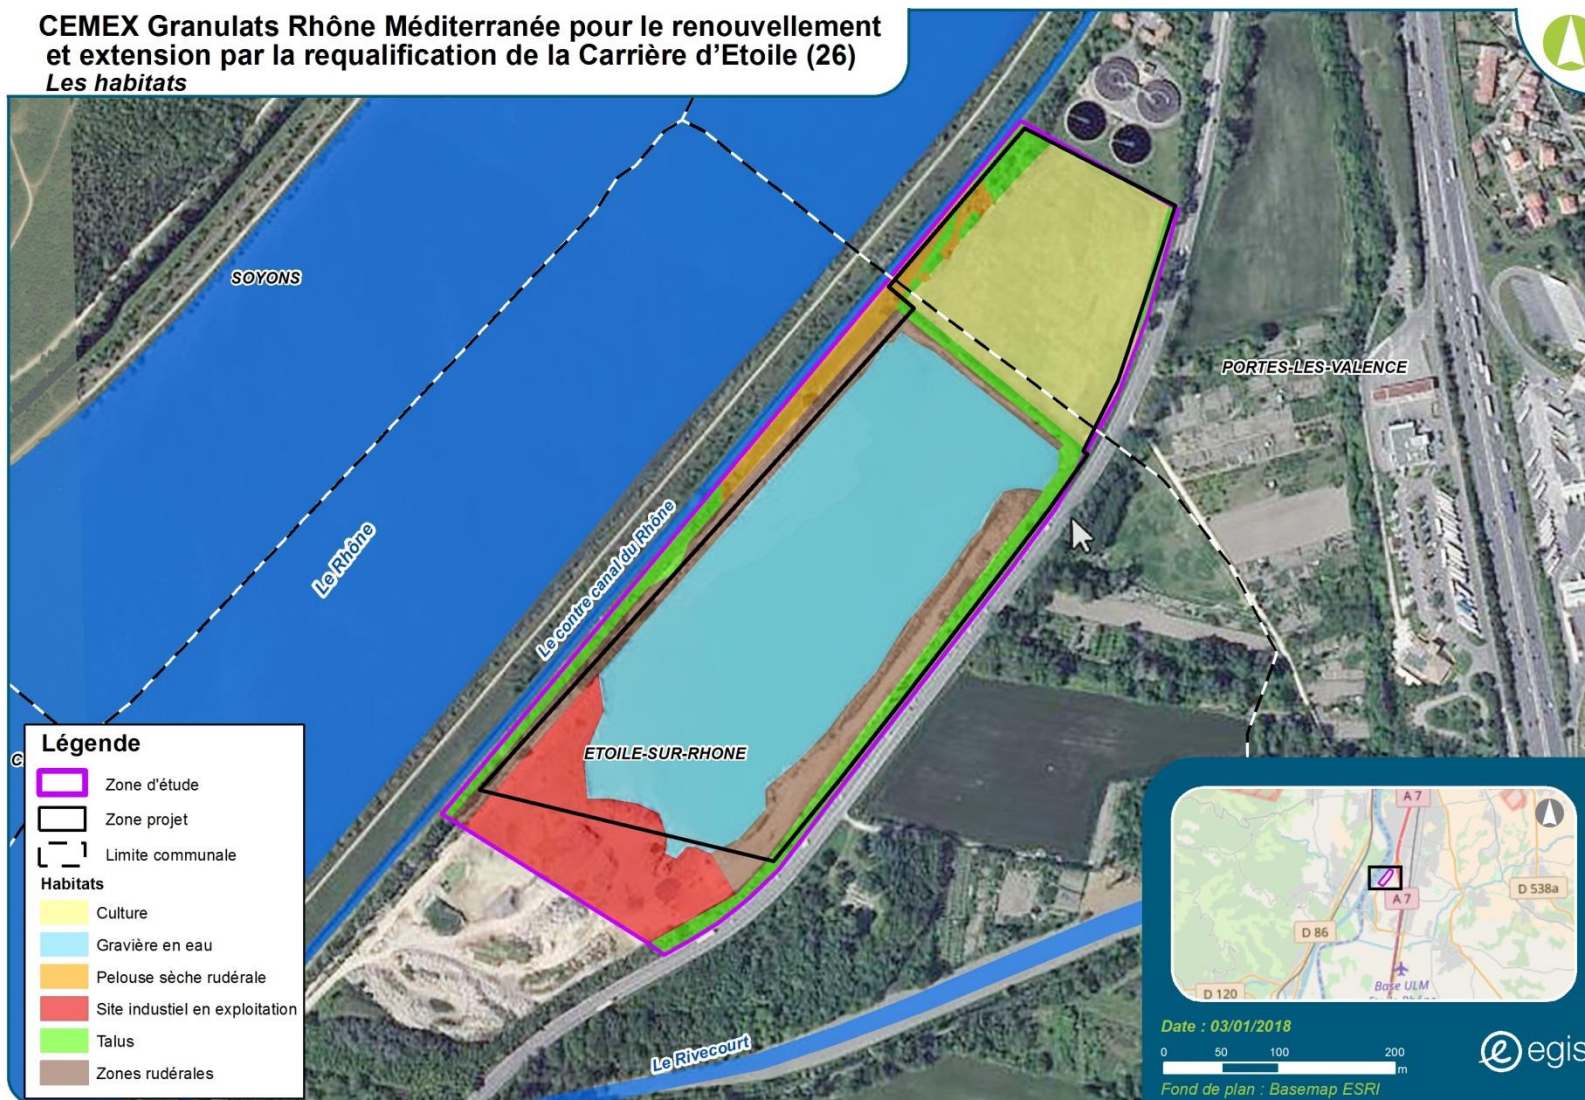 CEMEX Granulats Rhône Méditerranée pour le renouvellement
et extension par la requalification de la Carrière d'Etoile (26)
Les habitats
SOYONS
PORTES-LES-VALENCE
Le Rhône
Le contre canal du Rhône
ETOILE-SUR-RHONE
Le Rivecourt
Légende
Zone d'étude
Zone projet
Limite communale
Habitats
Culture
Gravière en eau
Pelouse sèche rudérale
Site industiel en exploitation
Talus
Zones rudérales
A 7
D 538a
A 7
D 86
Base ULM
D 120
Date : 03/01/2018
0 50 100 200
m
egis
Fond de plan : Basemap ESRI